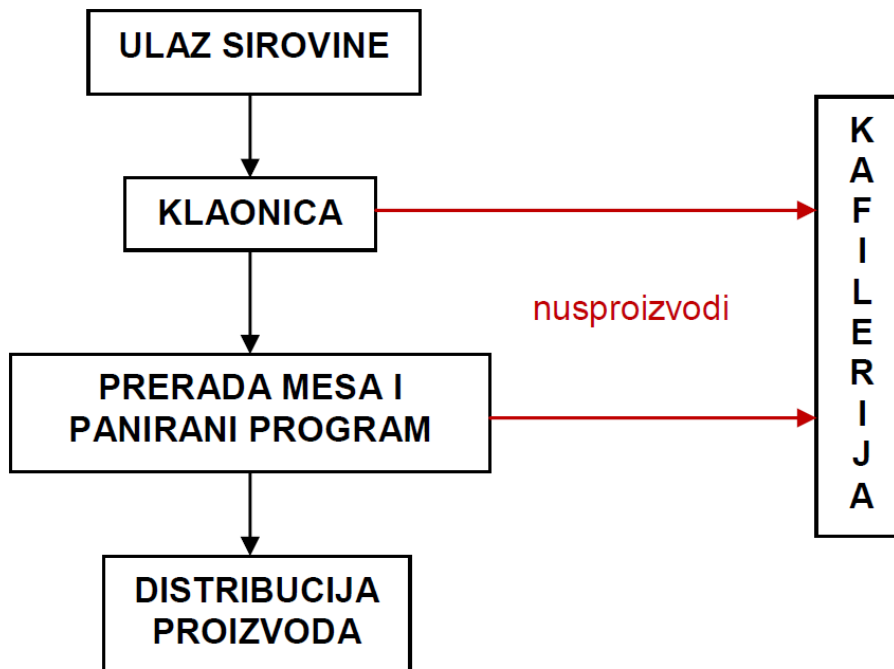 ULAZ SIROVINE
KLAONICA
nusproizvodi
PRERADA MESA I
PANIRANI PROGRAM
DISTRIBUCIJA
PROIZVODA
K
A
F
I
L
E
R
I
J
A